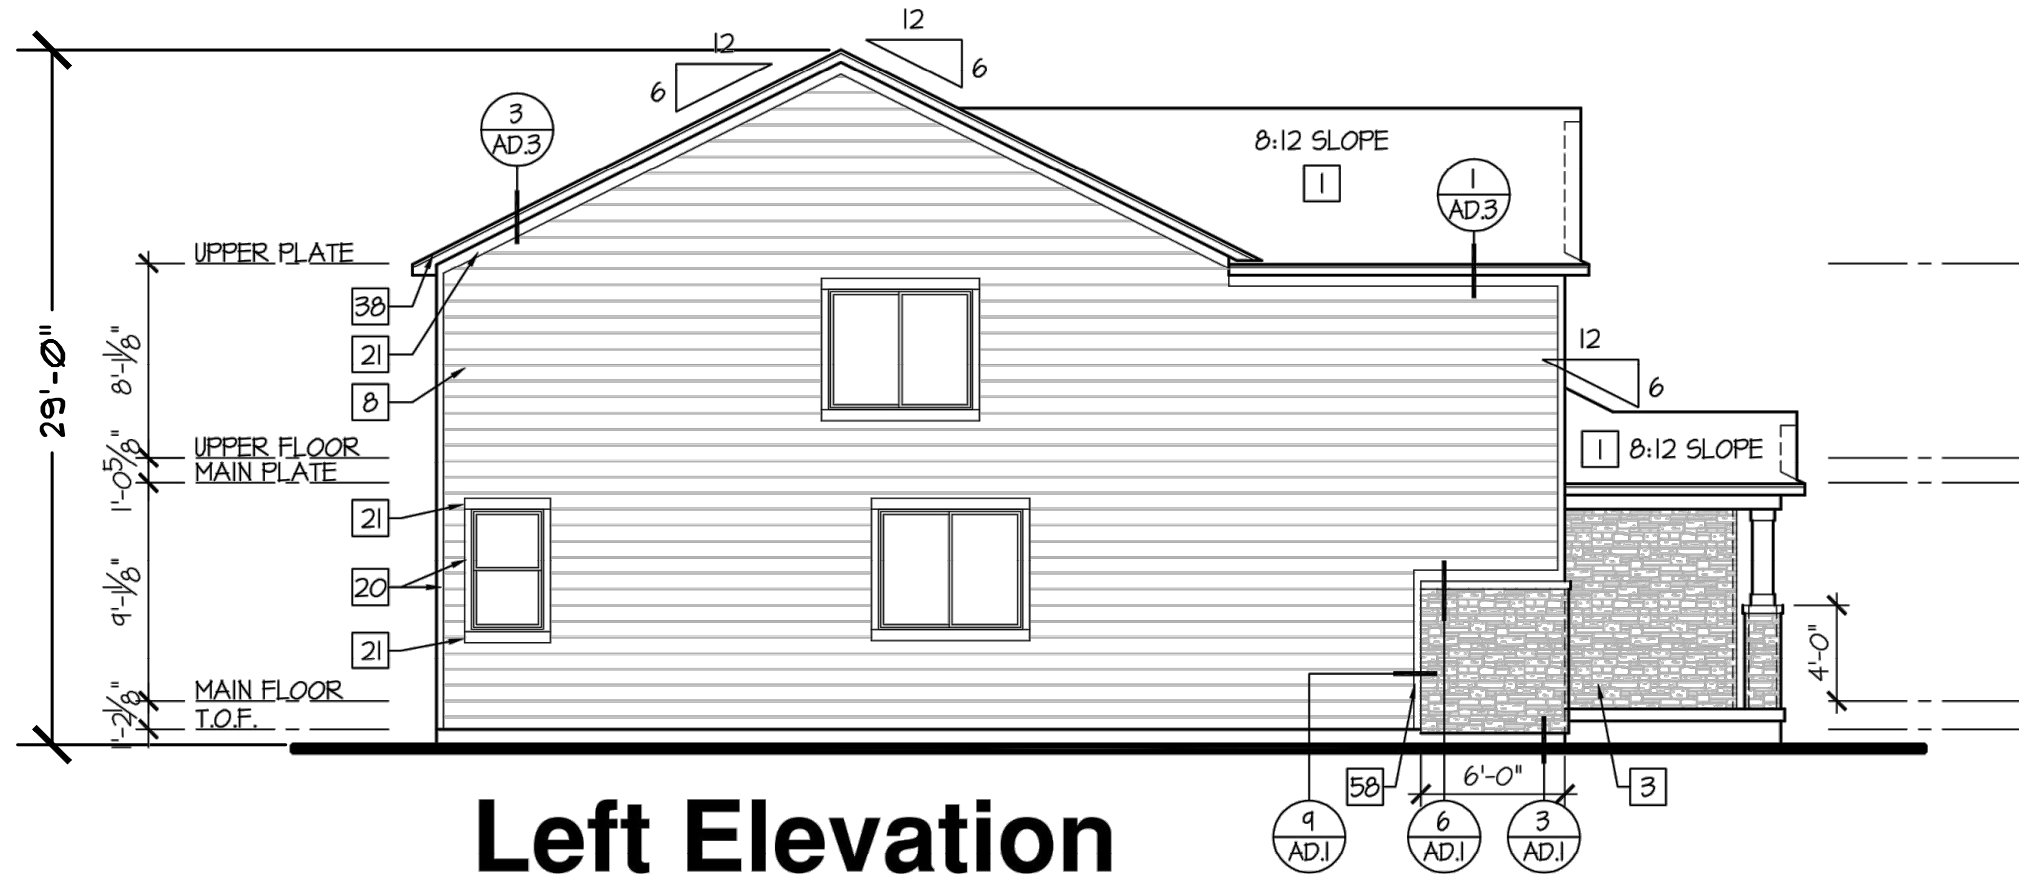 12
12
6
6
3
AD.3
8:12 SLOPE
1
1
AD.3
UPPER PLATE
38
21
8
29'-0"
8'-1/8"
12
6
UPPER FLOOR
MAIN PLATE
1'-0 5/8"
1 8:12 SLOPE
21
20
21
9'-1/8"
4'-0"
MAIN FLOOR
T.O.F.
1'-2/8"
58
6'-0"
3
9
AD.1
6
AD.1
3
AD.1
Left Elevation